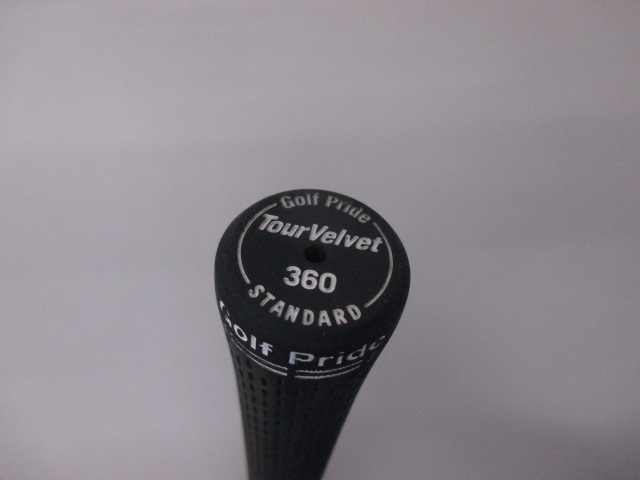 Golf Pride
TourVelvet
360
STANDARD
Golf Pride